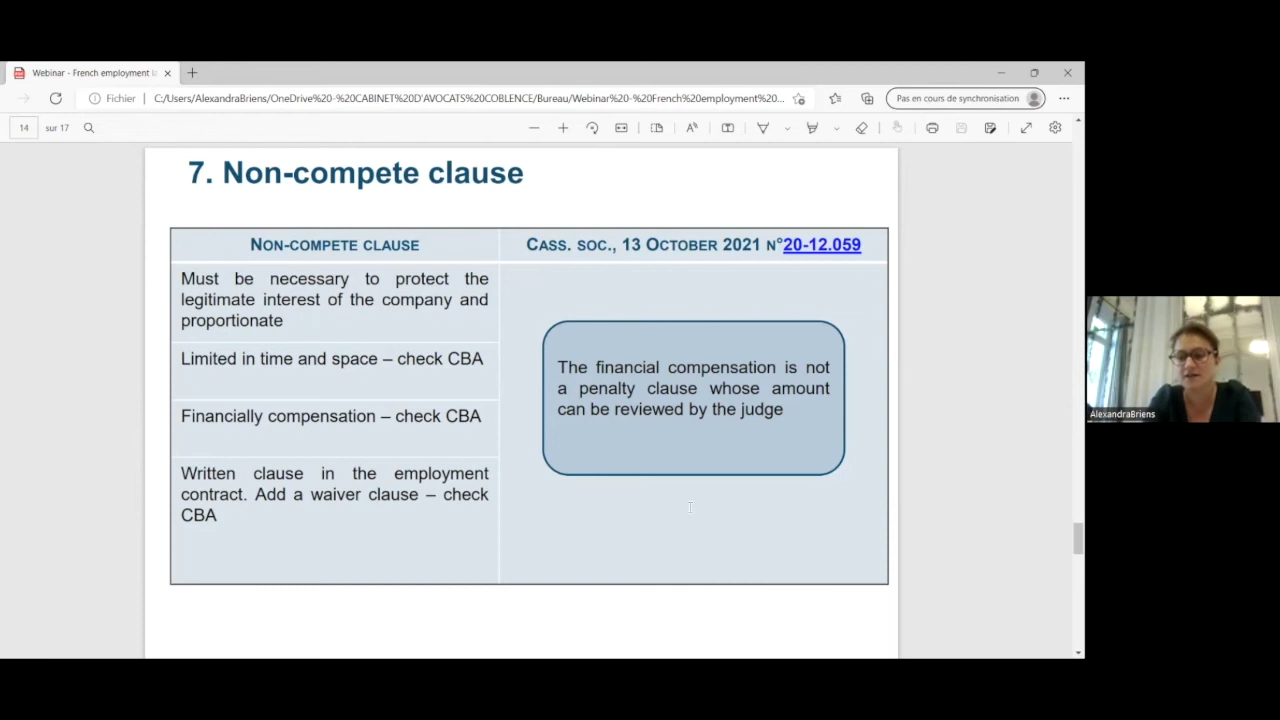 Webinar - French employment l
Fichier
C:/Users/AlexandraBriens/OneDrive%20-%20CABINET%20D'AVOCATS%20COBLENCE/Bureau/Webinar%20-%20French%20employment%20...
Pas en cours de synchronisation
14 sur 17
7. Non-compete clause
NON-COMPETE CLAUSE
Must be necessary to protect the
legitimate interest of the company and
proportionate
Limited in time and space – check CBA
Financially compensation – check CBA
Written clause in the employment
contract. Add a waiver clause – check
CBA
CASS. SOC., 13 OCTOBER 2021 N°20-12.059
The financial compensation is not
a penalty clause whose amount
can be reviewed by the judge
AlexandraBriens